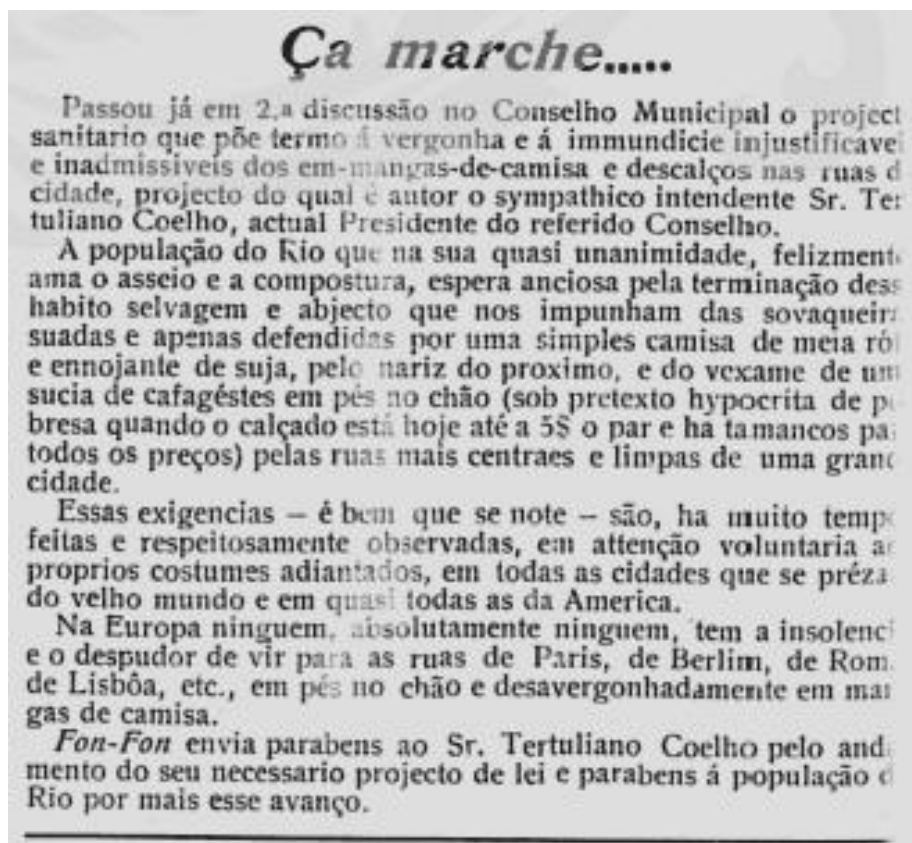 Ça marche.....
Passou já em 2.a discussão no Conselho Municipal o project
sanitario que põe termo á vergonha e á immundicie injustificavei
e inadmissiveis dos em-mangas-de-camisa e descalços nas ruas d
cidade, projecto do qual é autor o sympathico intendente Sr. Ter
tuliano Coelho, actual Presidente do referido Conselho.
A população do Rio que na sua quasi unanimidade, felizment
ama o asseio e a compostura, espera anciosa pela terminação dess
habito selvagem e abjecto que nos impunham das sovaqueira
suadas e apenas defendidas por uma simples camisa de meia rô
e ennojante de suja, pelo nariz do proximo, e do vexame de um
sucia de cafagéstes em pés no chão (sob pretexto hypocrita de po
bresa quando o calçado está hoje até a 5$ o par e ha tamancos pa
todos os preços) pelas ruas mais centraes e limpas de uma grand
cidade.
Essas exigencias – é bem que se note – são, ha muito temp
feitas e respeitosamente observadas, em attenção voluntaria a
proprios costumes adiantados, em todas as cidades que se préza
do velho mundo e em quasi todas as da America.
Na Europa ninguem, absolutamente ninguem, tem a insolenci
e o despudor de vir para as ruas de Paris, de Berlim, de Rom
de Lisbôa, etc., em pés no chão e desavergonhadamente em man
gas de camisa.
Fon-Fon envia parabens ao Sr. Tertuliano Coelho pelo anda
mento do seu necessario projecto de lei e parabens á população d
Rio por mais esse avanço.